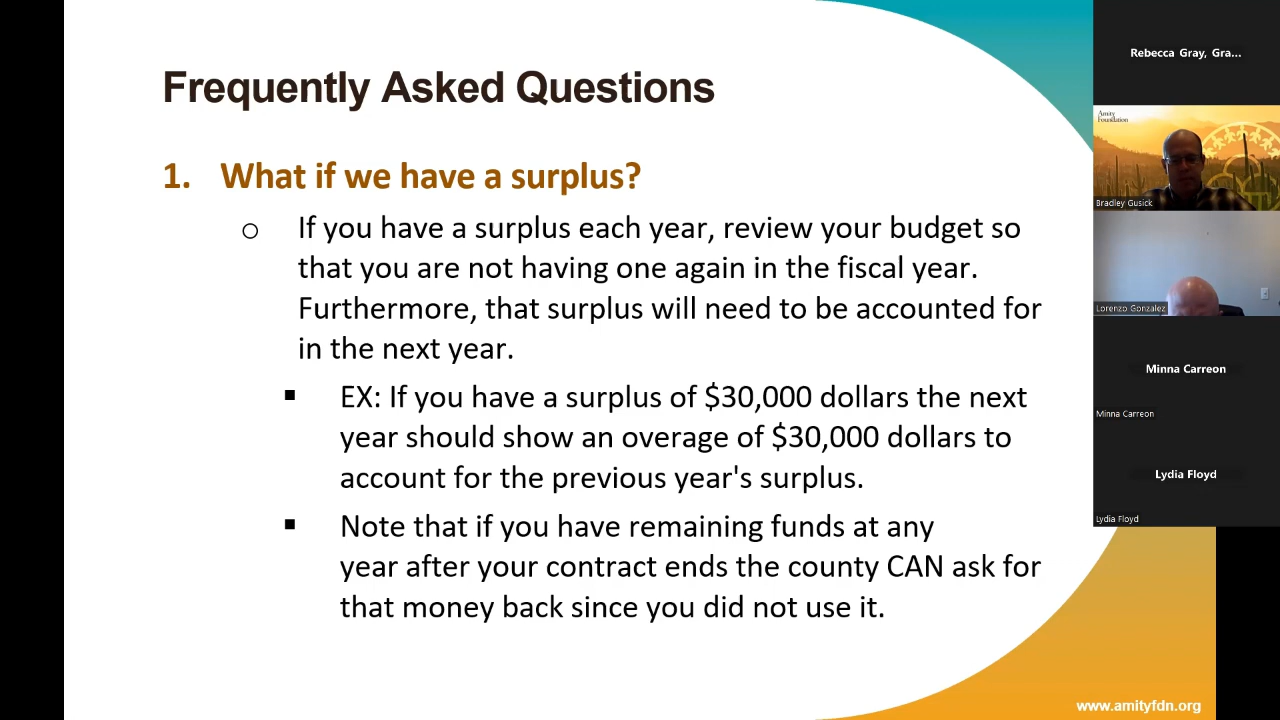 Frequently Asked Questions
1. What if we have a surplus?
o If you have a surplus each year, review your budget so
that you are not having one again in the fiscal year.
Furthermore, that surplus will need to be accounted for
in the next year.
▪ EX: If you have a surplus of $30,000 dollars the next
year should show an overage of $30,000 dollars to
account for the previous year's surplus.
▪ Note that if you have remaining funds at any
year after your contract ends the county CAN ask for
that money back since you did not use it.
www.amityfdn.org
Rebecca Gray, Gra...
Amity
Foundation
Bradley Gusick
Lorenzo Gonzalez
Minna Carreon
Minna Carreon
Lydia Floyd
Lydia Floyd